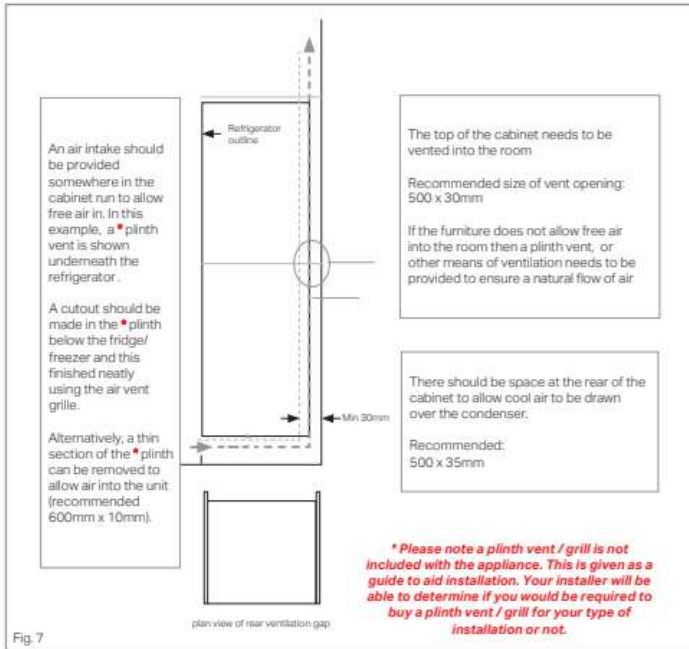 An air intake should
be provided
somewhere in the
cabinet run to allow
free air in. In this
example, a * plinth
vent is shown
underneath the
refrigerator .
A cutout should be
made in the * plinth
below the fridge/
freezer and this
finished neatly
using the air vent
grille.
Alternatively, a thin
section of the * plinth
can be removed to
allow air into the unit
(recommended
600mm x 10mm).
Refrigerator
outline
Min 30mm
The top of the cabinet needs to be
vented into the room
Recommended size of vent opening:
500 x 30mm
If the furniture does not allow free air
into the room then a plinth vent, or
other means of ventilation needs to be
provided to ensure a natural flow of air
There should be space at the rear of the
cabinet to allow cool air to be drawn
over the condenser.
Recommended:
500 x 35mm
* Please note a plinth vent / grill is not
included with the appliance. This is given as a
guide to aid installation. Your installer will be
able to determine if you would be required to
buy a plinth vent / grill for your type of
installation or not.
plan view of rear ventilation gap
Fig. 7